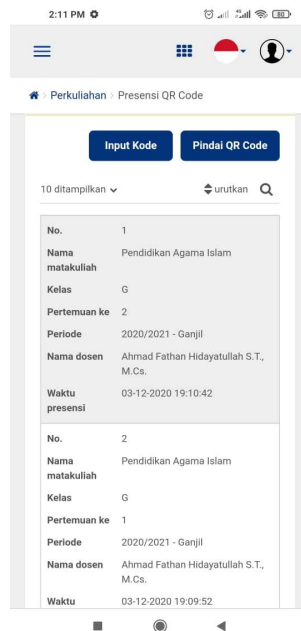 2:11 PM
80
Perkuliahan > Presensi QR Code
Input Kode
Pindai QR Code
10 ditampilkan
urutkan
No. 1
Nama matakuliah Pendidikan Agama Islam
Kelas G
Pertemuan ke 2
Periode 2020/2021 - Ganjil
Nama dosen Ahmad Fathan Hidayatullah S.T., M.Cs.
Waktu presensi 03-12-2020 19:10:42
No. 2
Nama matakuliah Pendidikan Agama Islam
Kelas G
Pertemuan ke 1
Periode 2020/2021 - Ganjil
Nama dosen Ahmad Fathan Hidayatullah S.T., M.Cs.
Waktu 03-12-2020 19:09:52